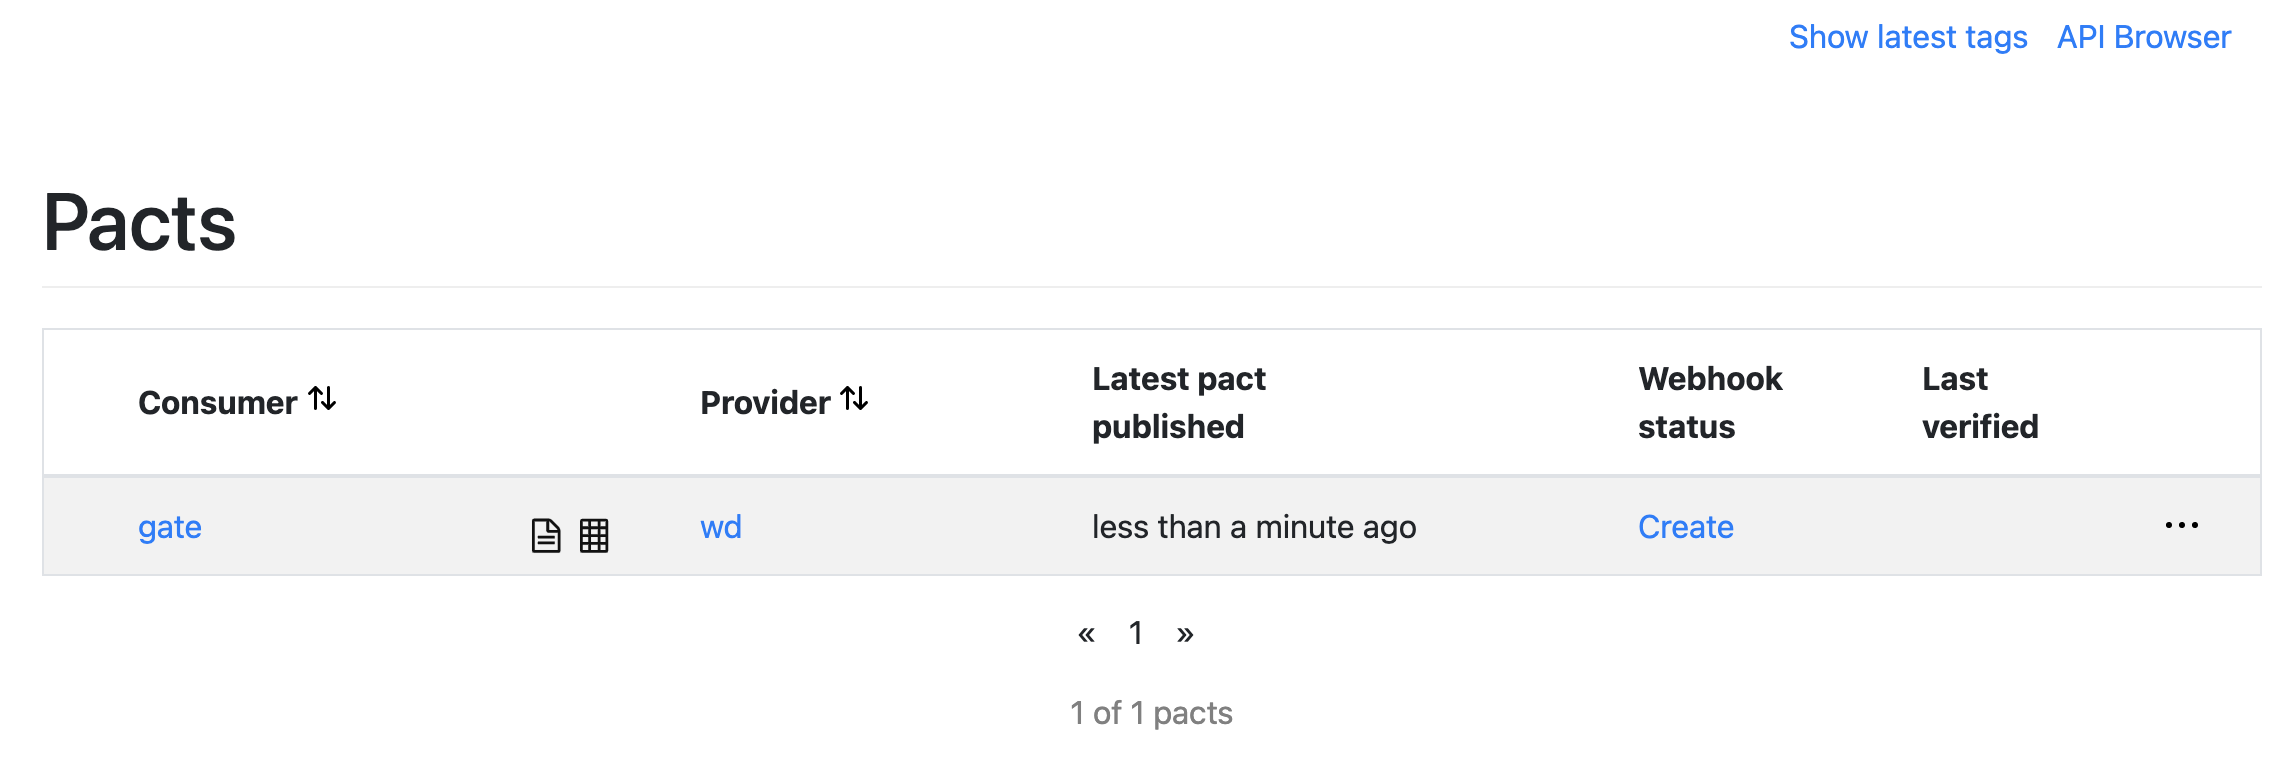 Show latest tags API Browser
Pacts
Consumer Provider Latest pact published Webhook status Last verified
gate wd less than a minute ago Create ...
« 1 »
1 of 1 pacts